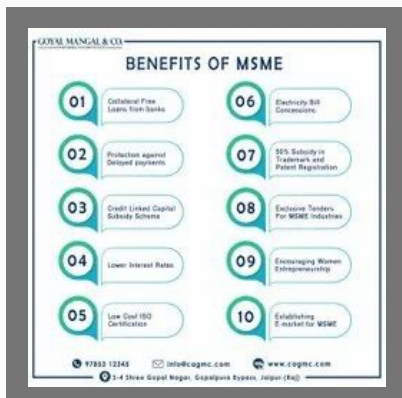 GOYAL MANGAL & CO.
BENEFITS OF MSME
01
Collateral Free
Loans from banks
02
Protection against
Delayed payments
03
Credit Linked Capital
Subsidy Scheme
04
Lower Interest Rates
05
Low Cost ISO
Certification
06
Electricity Bill
Concessions
07
50% Subsidy in
Trademark and
Patent Registration
08
Exclusive Tenders
For MSME Industries
09
Encouraging Women
Entrepreneurship
10
Establishing
E-market for MSME
97853 12345 info@cagmc.com www.cagmc.com
2-4 Shree Gopal Nagar, Gopalpura Bypass, Jaipur (Raj)